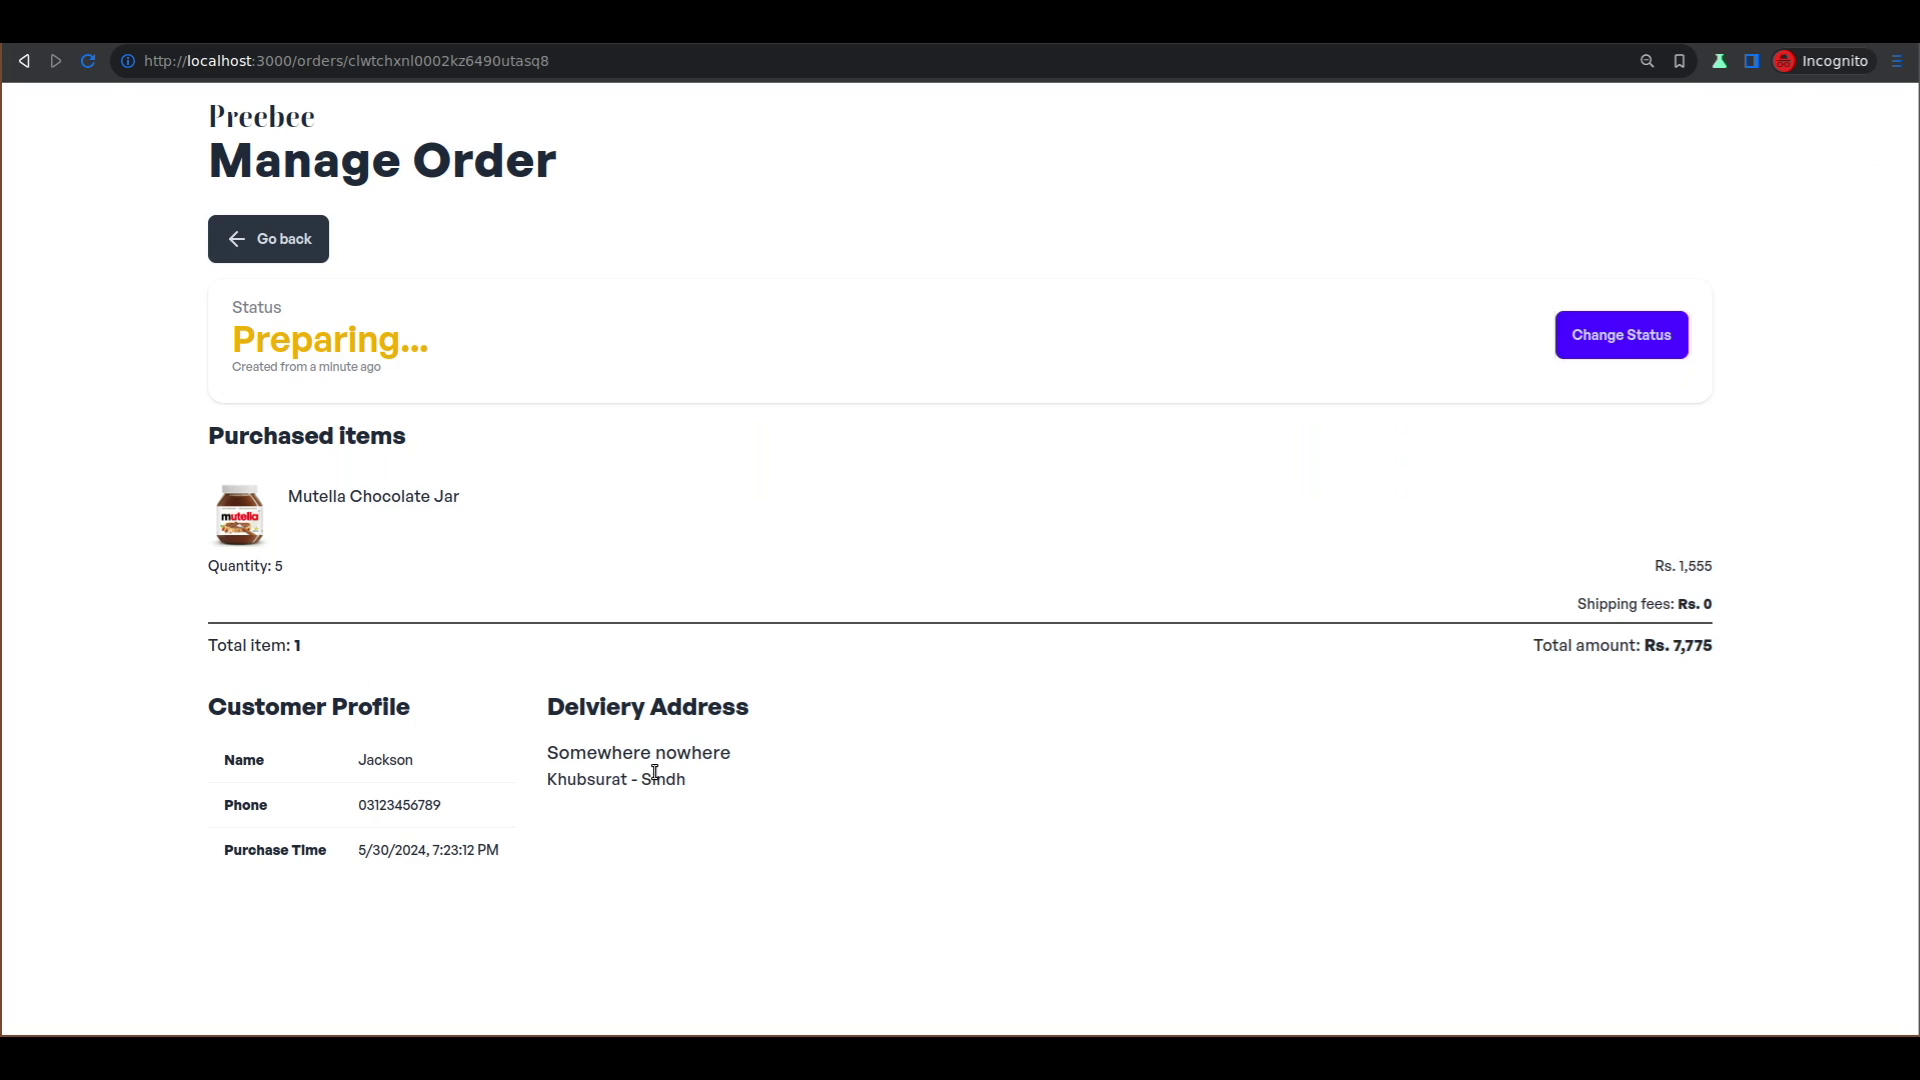 http://localhost:3000/orders/clwtchxnl0002kz6490utasq8
Incognito
Preebee
Manage Order
Go back
Status
Preparing...
Created from a minute ago
Change Status
Purchased items
mutella
Mutella Chocolate Jar
Quantity: 5
Rs. 1,555
Shipping fees: Rs. 0
Total item: 1
Total amount: Rs. 7,775
Customer Profile
Delviery Address
Name
Jackson
Somewhere nowhere
Khubsurat - Sindh
Phone
03123456789
Purchase Time
5/30/2024, 7:23:12 PM